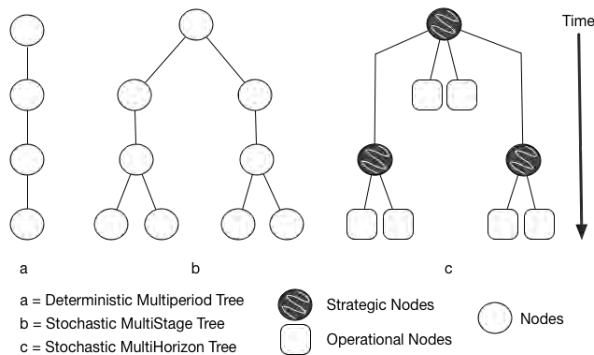 Time
a
b
c
a = Deterministic Multiperiod Tree
b = Stochastic MultiStage Tree
c = Stochastic MultiHorizon Tree
Strategic Nodes
Operational Nodes
Nodes